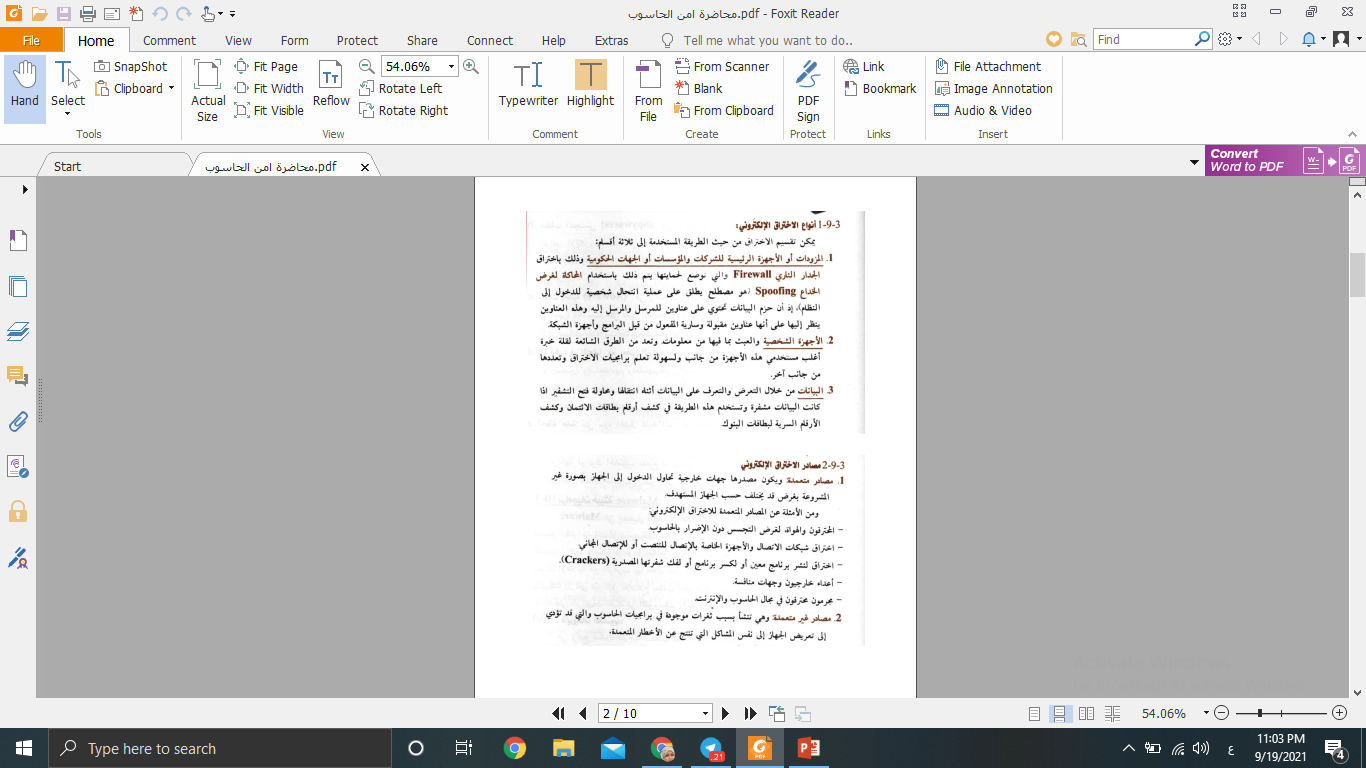 محاضرة امن الحاسوب.pdf - Foxit Reader
File Home Comment View Form Protect Share Connect Help Extras Tell me what you want to do.. Find
Hand Select SnapShot Clipboard Actual Size Fit Page Fit Width Fit Visible Reflow 54.06% Rotate Left Rotate Right Typewriter Highlight From File From Scanner Blank From Clipboard PDF Sign Link Bookmark File Attachment Image Annotation Audio & Video
Tools View Comment Create Protect Links Insert
Start محاضرة امن الحاسوب.pdf Convert Word to PDF
3-9-1 أنواع الاختراق الإلكتروني:
يمكن تقسيم الاختراق من حيث الطريقة المستخدمة إلى ثلاثة أقسام:
1. المزودات أو الأجهزة الرئيسية للشركات والمؤسسات أو الجهات الحكومية وذلك باختراق
الجدار الناري Firewall والتي توضع لحمايتها يتم ذلك باستخدام المحاكاة لغرض
الخداع Spoofing (هو مصطلح يطلق على عملية انتحال شخصية للدخول إلى
النظام)، إذ أن حزم البيانات تحتوي على عناوين للمرسل والمرسل إليه وهذه العناوين
ينظر إليها على أنها عناوين مقبولة وسارية المفعول من قبل البرامج وأجهزة الشبكة.
2. الأجهزة الشخصية والعبث بما فيها من معلومات. وتعد من الطرق الشائعة لقلة خبرة
أغلب مستخدمي هذه الأجهزة من جانب ولسهولة تعلم برامجيات الاختراق وتعددها
من جانب آخر.
3. البيانات من خلال التعرض والتعرف على البيانات أثناء انتقالها ومحاولة فتح التشفير اذا
كانت البيانات مشفرة وتستخدم هذه الطريقة في كشف أرقام بطاقات الائتمان وكشف
الأرقام السرية لبطاقات البنوك.
3-9-2 مصادر الاختراق الإلكتروني
1. مصادر متعمدة: ويكون مصدرها جهات خارجية تحاول الدخول إلى الجهاز بصورة غير
المشروعة بغرض قد يختلف حسب الجهاز المستهدف.
ومن الأمثلة عن المصادر المتعمدة للاختراق الإلكتروني:
- المحترفون والهواة، لغرض التجسس دون الإضرار بالحاسوب.
- اختراق شبكات الاتصال والأجهزة الخاصة بالإتصال للتنصت أو للإتصال المجاني.
- اختراق لنشر برنامج معين أو لكسر برنامج أو لفك شفرتها المصدرية (Crackers).
- أعداء خارجيون وجهات منافسة.
- مجرمون محترفون في مجال الحاسوب والإنترنت.
2. مصادر غير متعمدة: وهي تنشأ بسبب ثغرات موجودة في برامجيات الحاسوب والتي قد تؤدي
إلى تعريض الجهاز إلى نفس المشاكل التي تنتج عن الأخطار المتعمدة.
2 / 10 54.06%
Type here to search 21 ع 11:03 PM
9/19/2021 4